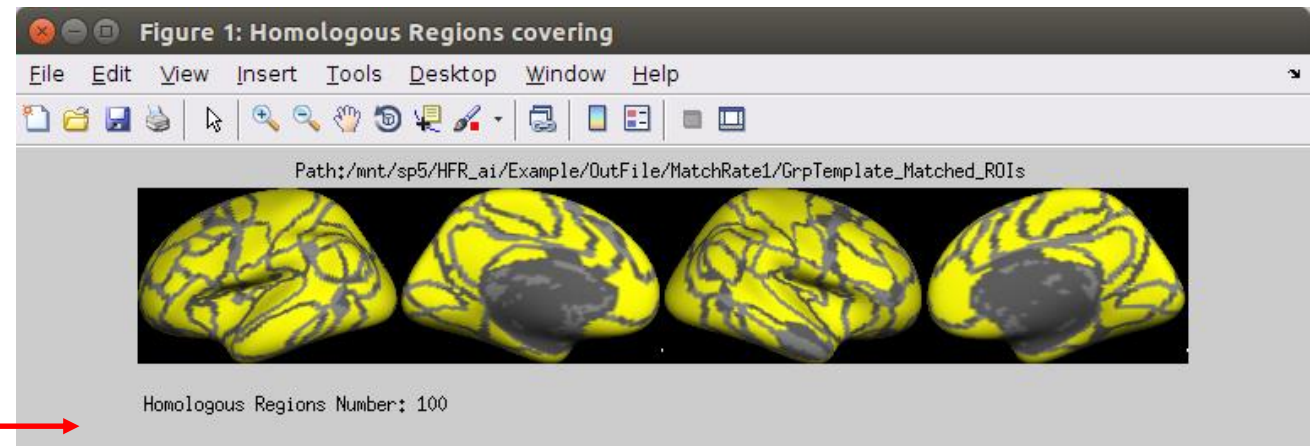 Figure 1: Homologous Regions covering
File Edit View Insert Tools Desktop Window Help
Path:/mnt/sp5/HFR_ai/Example/OutFile/MatchRate1/GrpTemplate_Matched_ROIs
Homologous Regions Number: 100